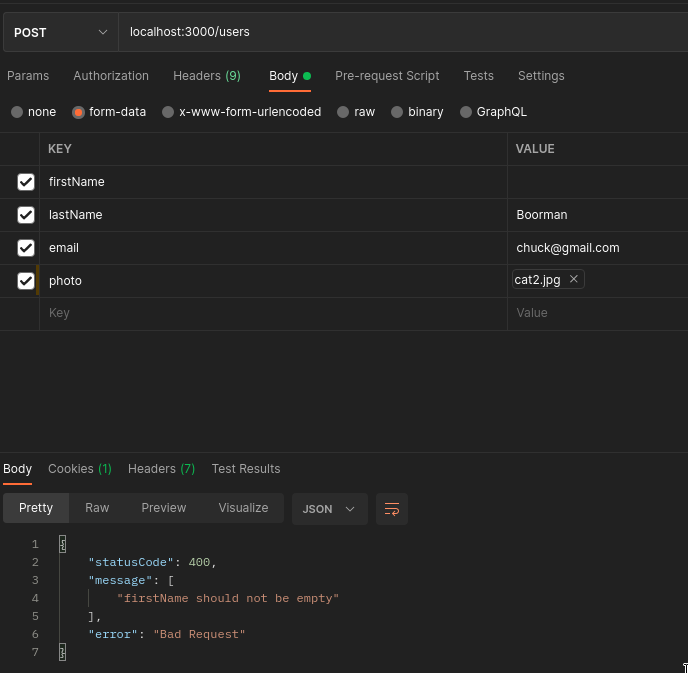 POST localhost:3000/users
Params Authorization Headers (9) Body Pre-request Script Tests Settings
none form-data x-www-form-urlencoded raw binary GraphQL
KEY VALUE
firstName
lastName Boorman
email chuck@gmail.com
photo cat2.jpg
Key Value
Body Cookies (1) Headers (7) Test Results
Pretty Raw Preview Visualize JSON
1 {
2 "statusCode": 400,
3 "message": [
4 "firstName should not be empty"
5 ],
6 "error": "Bad Request"
7 }